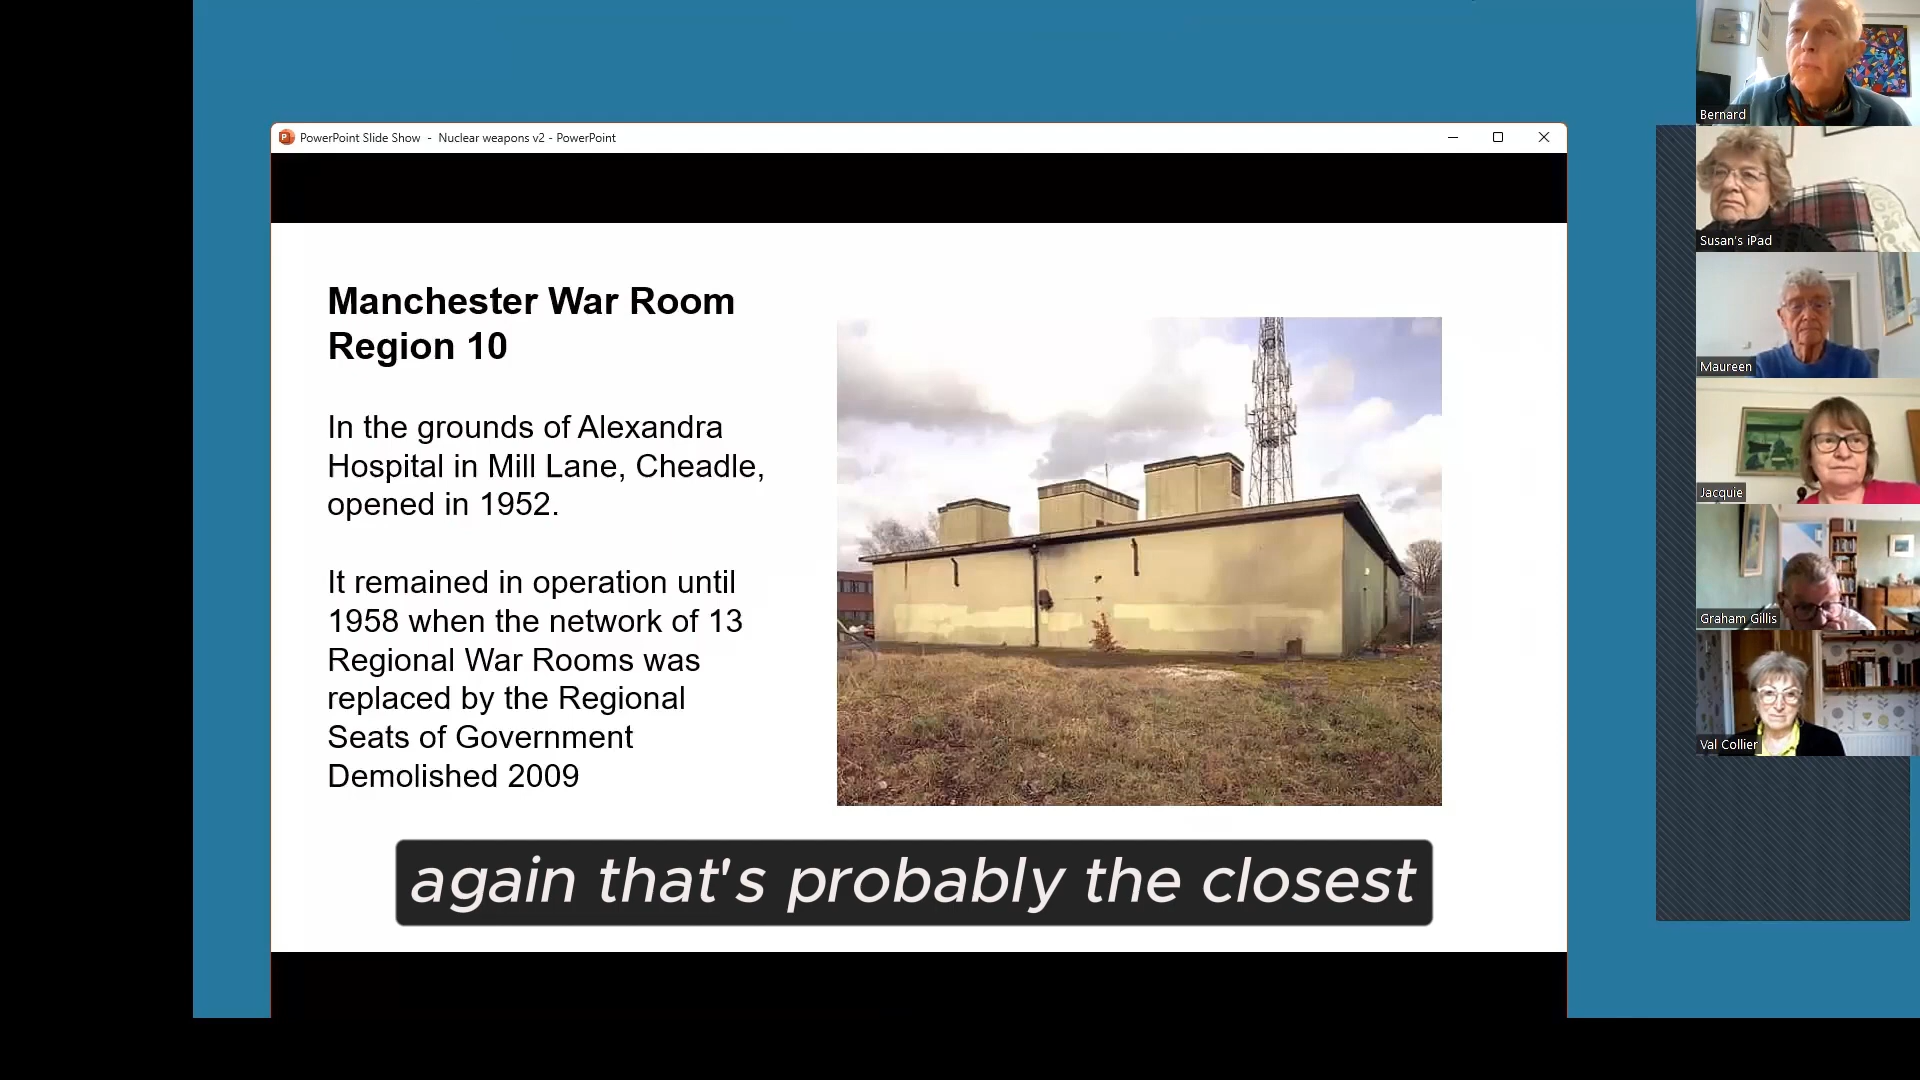 PowerPoint Slide Show - Nuclear weapons v2 - PowerPoint
Manchester War Room
Region 10
In the grounds of Alexandra
Hospital in Mill Lane, Cheadle,
opened in 1952.
It remained in operation until
1958 when the network of 13
Regional War Rooms was
replaced by the Regional
Seats of Government
Demolished 2009
again that's probably the closest
Bernard
Susan's iPad
Maureen
Jacquie
Graham Gillis
Val Collier